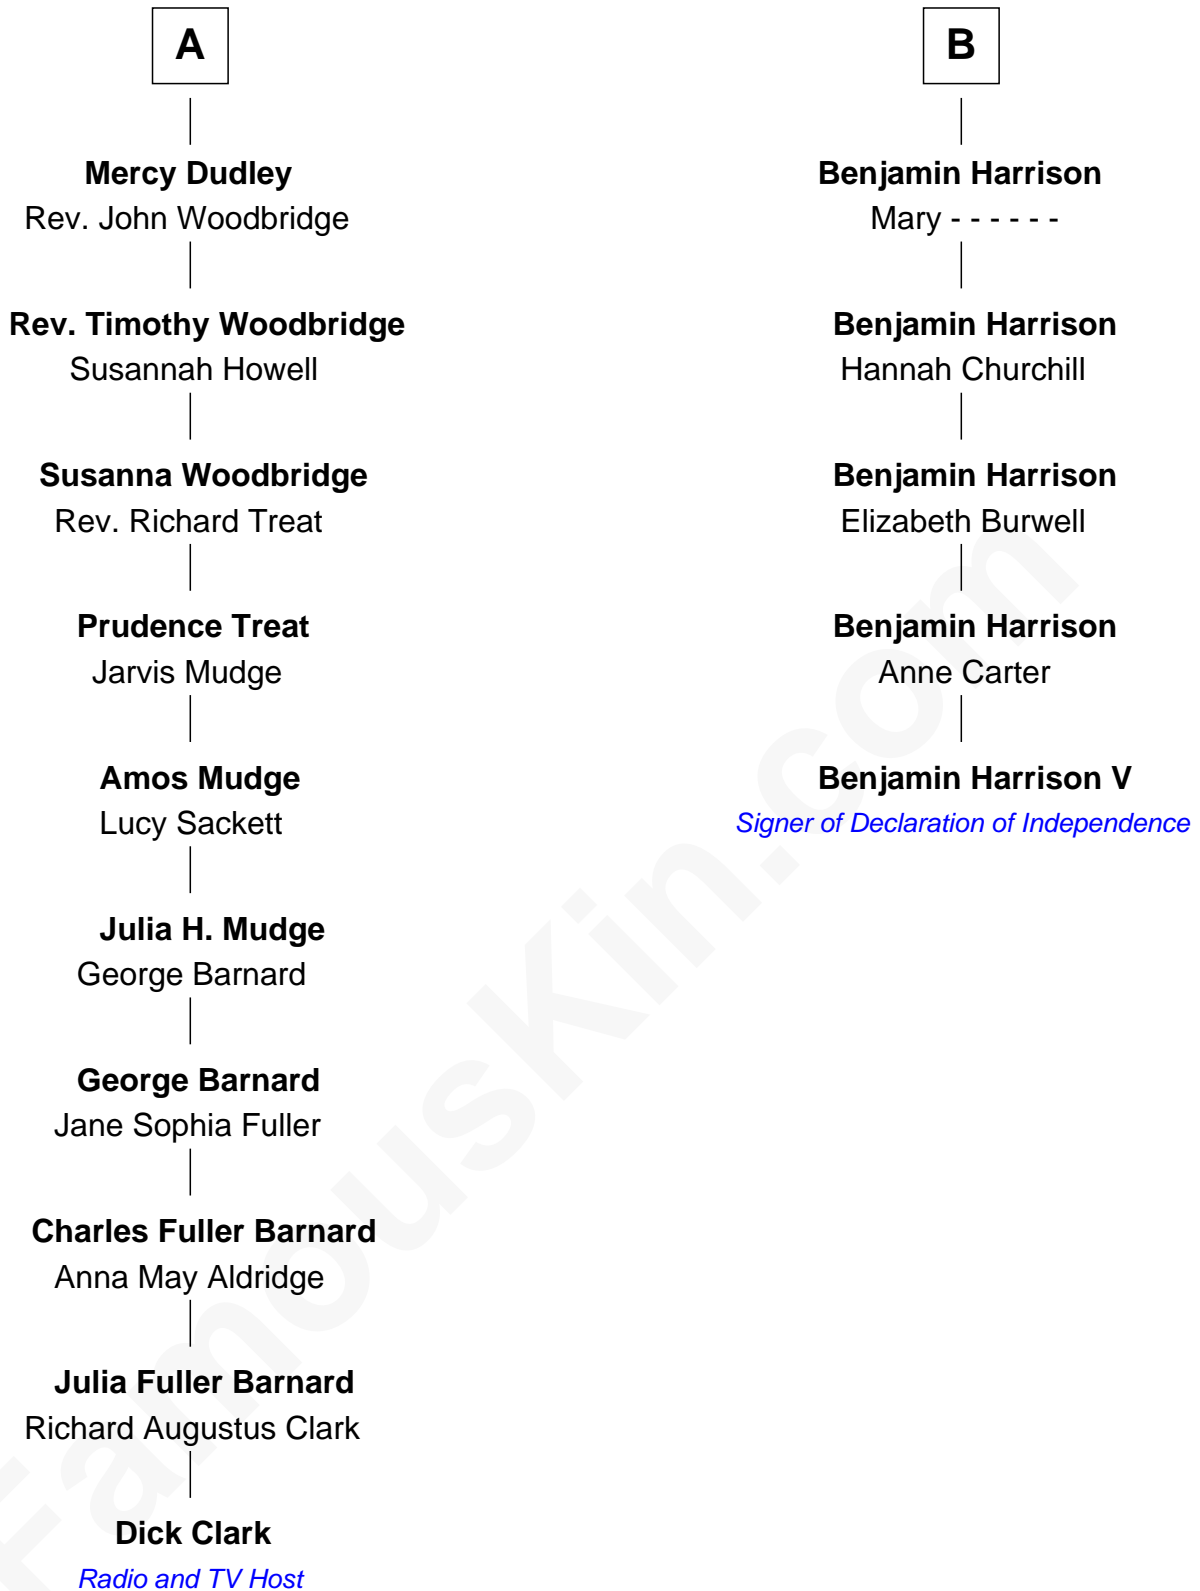 A
Mercy Dudley
Rev. John Woodbridge
Rev. Timothy Woodbridge
Susannah Howell
Susanna Woodbridge
Rev. Richard Treat
Prudence Treat
Jarvis Mudge
Amos Mudge
Lucy Sackett
Julia H. Mudge
George Barnard
George Barnard
Jane Sophia Fuller
Charles Fuller Barnard
Anna May Aldridge
Julia Fuller Barnard
Richard Augustus Clark
Dick Clark
Radio and TV Host
B
Benjamin Harrison
Mary - - - - - -
Benjamin Harrison
Hannah Churchill
Benjamin Harrison
Elizabeth Burwell
Benjamin Harrison
Anne Carter
Benjamin Harrison V
Signer of Declaration of Independence
FamousKin.com